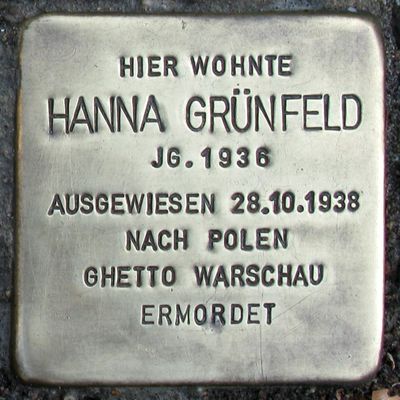 HIER WOHNTE
HANNA GRÜNFELD
JG. 1936
AUSGEWIESEN 28.10.1938
NACH POLEN
GHETTO WARSCHAU
ERMORDET